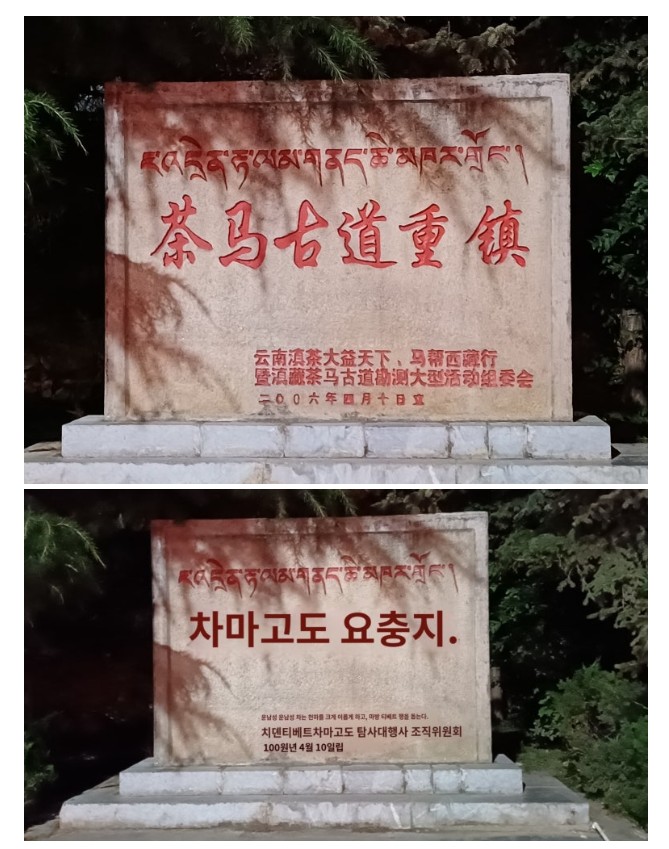 茶马古道重镇
云南滇茶大益天下、马帮西藏行
暨滇藏茶马古道勘测大型活动组委会
二00六年四月十日立
차마고도 요충지.
운남성 운남성 차는 천하를 크게 이롭게 하고, 마방 티베트 행을 돕는다.
치덴티베트차마고도 탐사대행사 조직위원회
100원년 4월 10일립